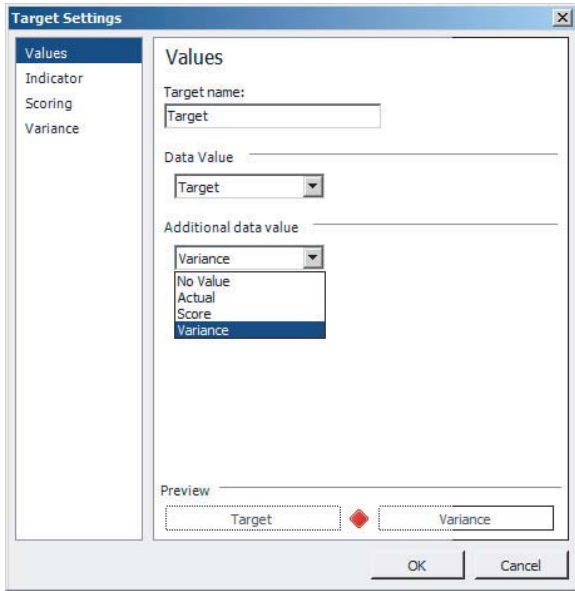 Target Settings
Values
Indicator
Scoring
Variance
Values
Target name:
Target
Data Value
Target
Additional data value
Variance
No Value
Actual
Score
Variance
Preview
Target Variance
OK Cancel